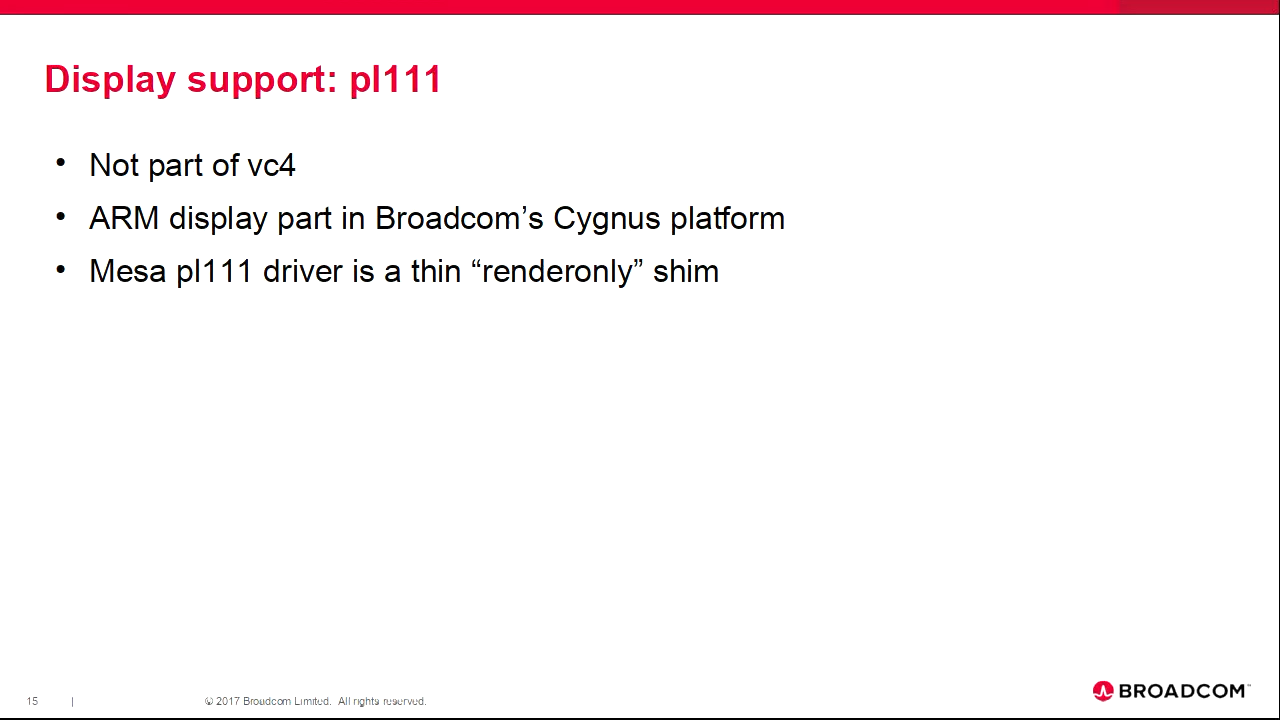 Display support: pl111
• Not part of vc4
• ARM display part in Broadcom’s Cygnus platform
• Mesa pl111 driver is a thin “renderonly” shim
15 | © 2017 Broadcom Limited. All rights reserved.
BROADCOM™